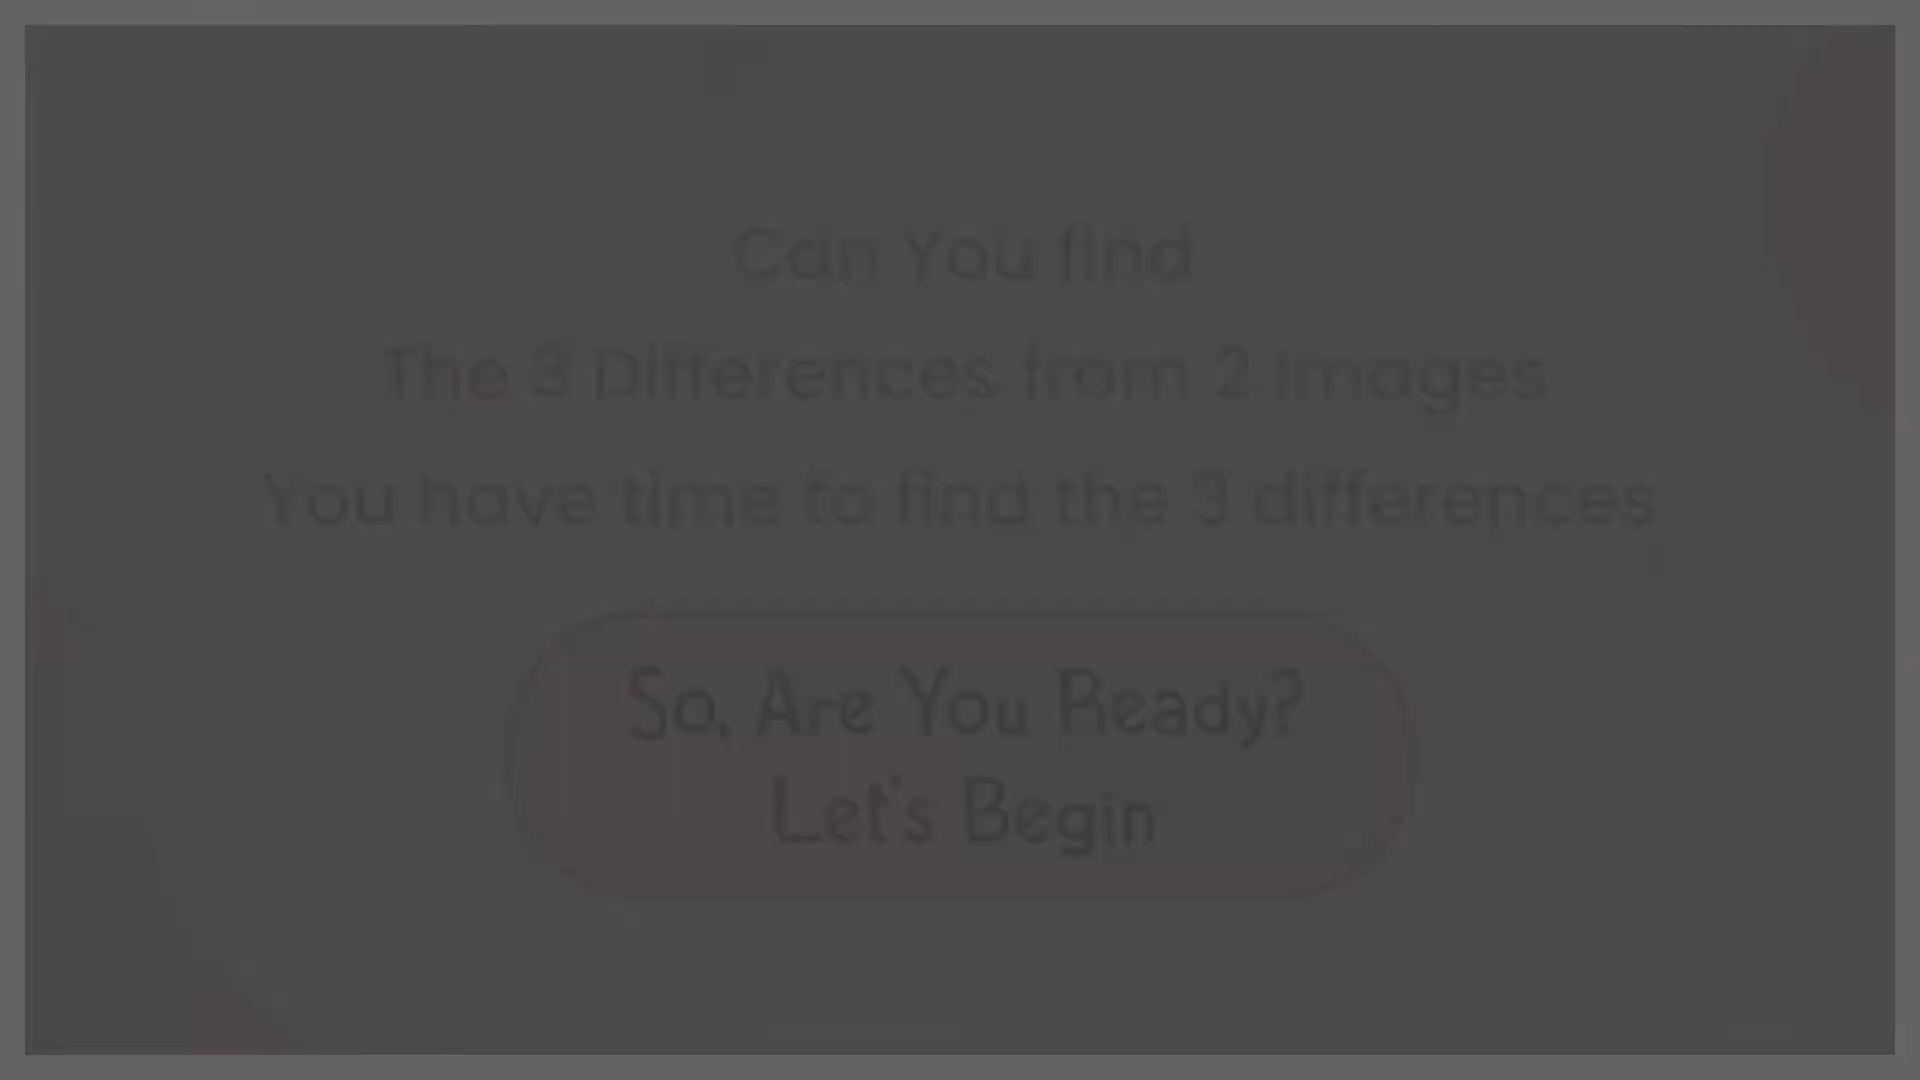 Can You find
The 3 Differences from 2 Images
You have time to find the 3 differences
So, Are You Ready?
Let's Begin